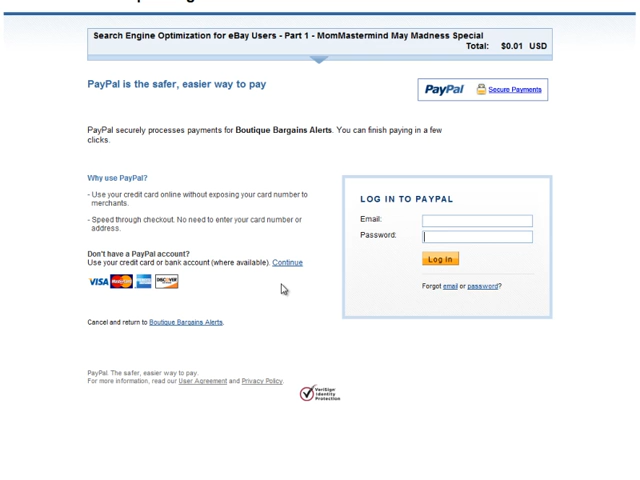 Search Engine Optimization for eBay Users - Part 1 - MomMastermind May Madness Special
Total: $0.01 USD
PayPal is the safer, easier way to pay
PayPal Secure Payments
PayPal securely processes payments for Boutique Bargains Alerts. You can finish paying in a few
clicks.
Why use PayPal?
- Use your credit card online without exposing your card number to
merchants.
- Speed through checkout. No need to enter your card number or
address.
Don't have a PayPal account?
Use your credit card or bank account (where available). Continue
VISA MasterCard DISCOVER
LOG IN TO PAYPAL
Email:
Password:
Log In
Forgot email or password?
Cancel and return to Boutique Bargains Alerts.
PayPal. The safer, easier way to pay.
For more information, read our User Agreement and Privacy Policy.
VeriSign
Identity
Protection